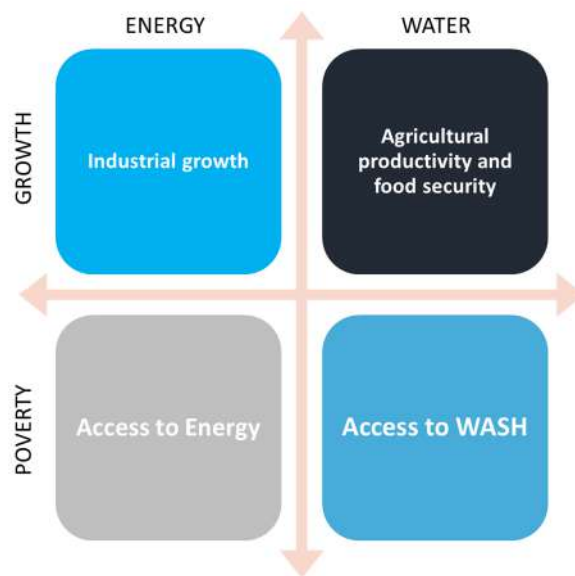 ENERGY
WATER
GROWTH
Industrial growth
Agricultural
productivity and
food security
POVERTY
Access to Energy
Access to WASH